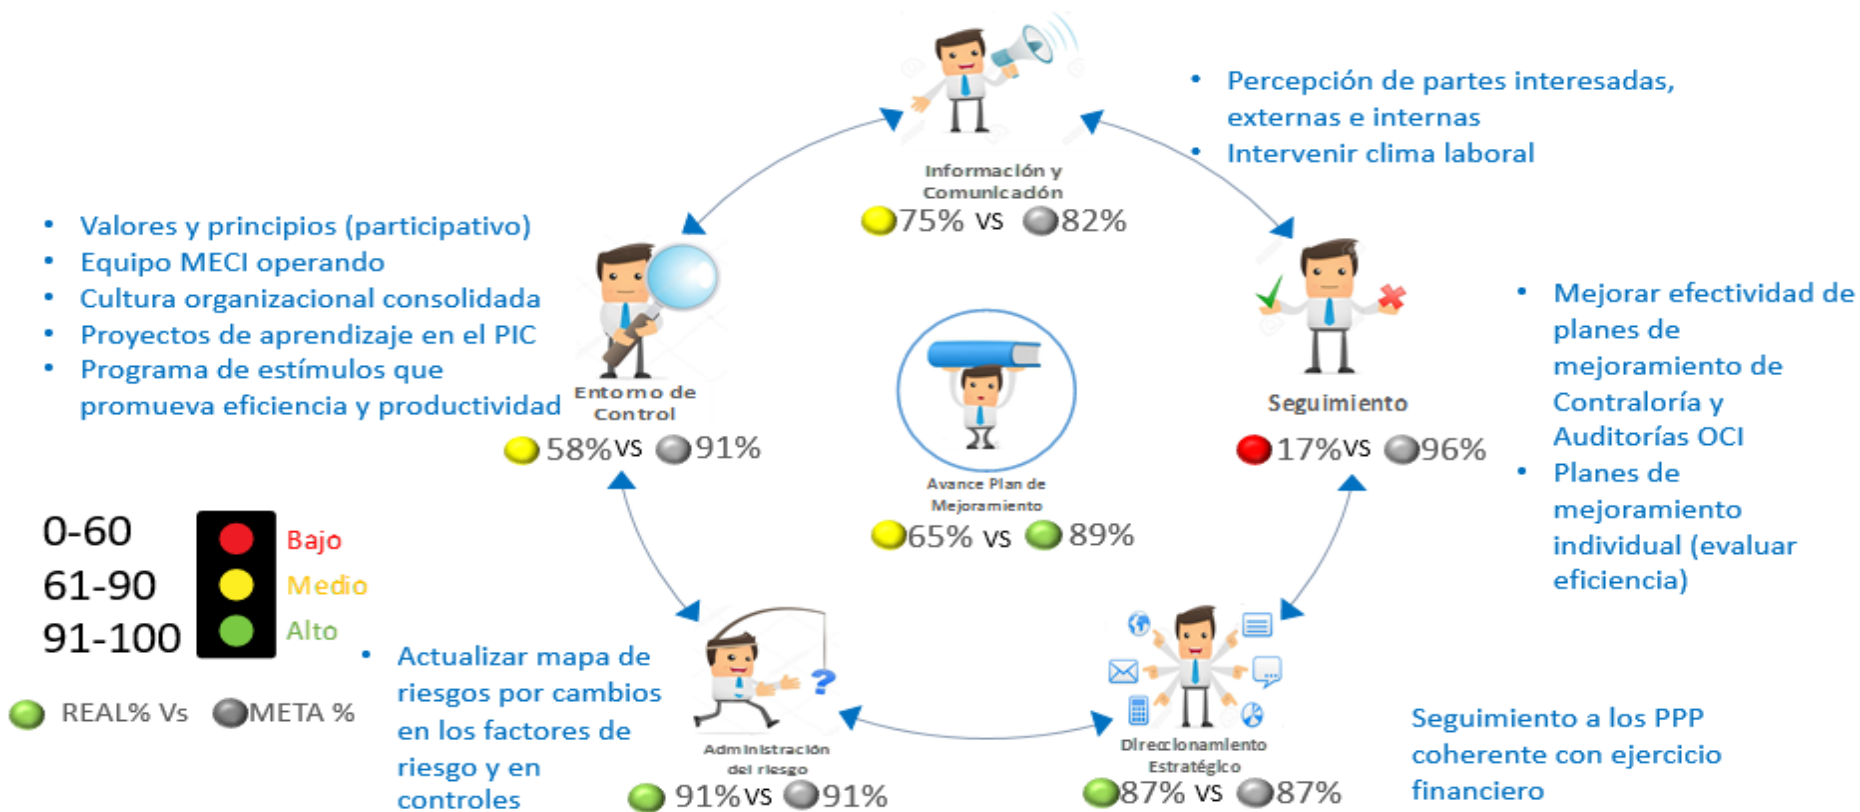 Información y
Comunicación
75% VS 82%
• Percepción de partes interesadas,
externas e internas
• Intervenir clima laboral
• Valores y principios (participativo)
• Equipo MECI operando
• Cultura organizacional consolidada
• Proyectos de aprendizaje en el PIC
• Programa de estímulos que
promueva eficiencia y productividad
Entorno de
Control
58% VS 91%
Seguimiento
17% VS 96%
• Mejorar efectividad de
planes de
mejoramiento de
Contraloría y
Auditorías OCI
• Planes de
mejoramiento
individual (evaluar
eficiencia)
Avance Plan de
Mejoramiento
65% VS 89%
0-60 Bajo
61-90 Medio
91-100 Alto
REAL% Vs META %
• Actualizar mapa de
riesgos por cambios
en los factores de
riesgo y en
controles
?
Administración
del riesgo
91% VS 91%
Direccionamiento
Estratégico
87% VS 87%
Seguimiento a los PPP
coherente con ejercicio
financiero